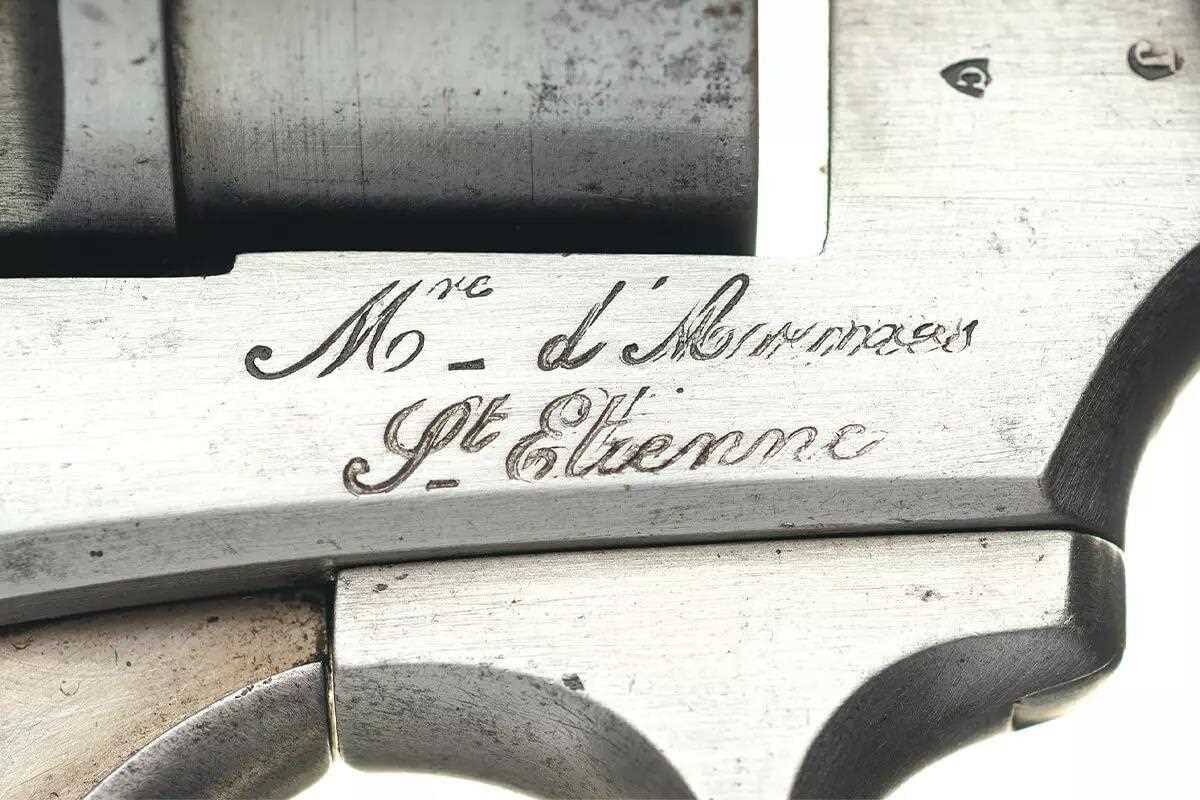 C
J
Mre d'Armes
St Etienne